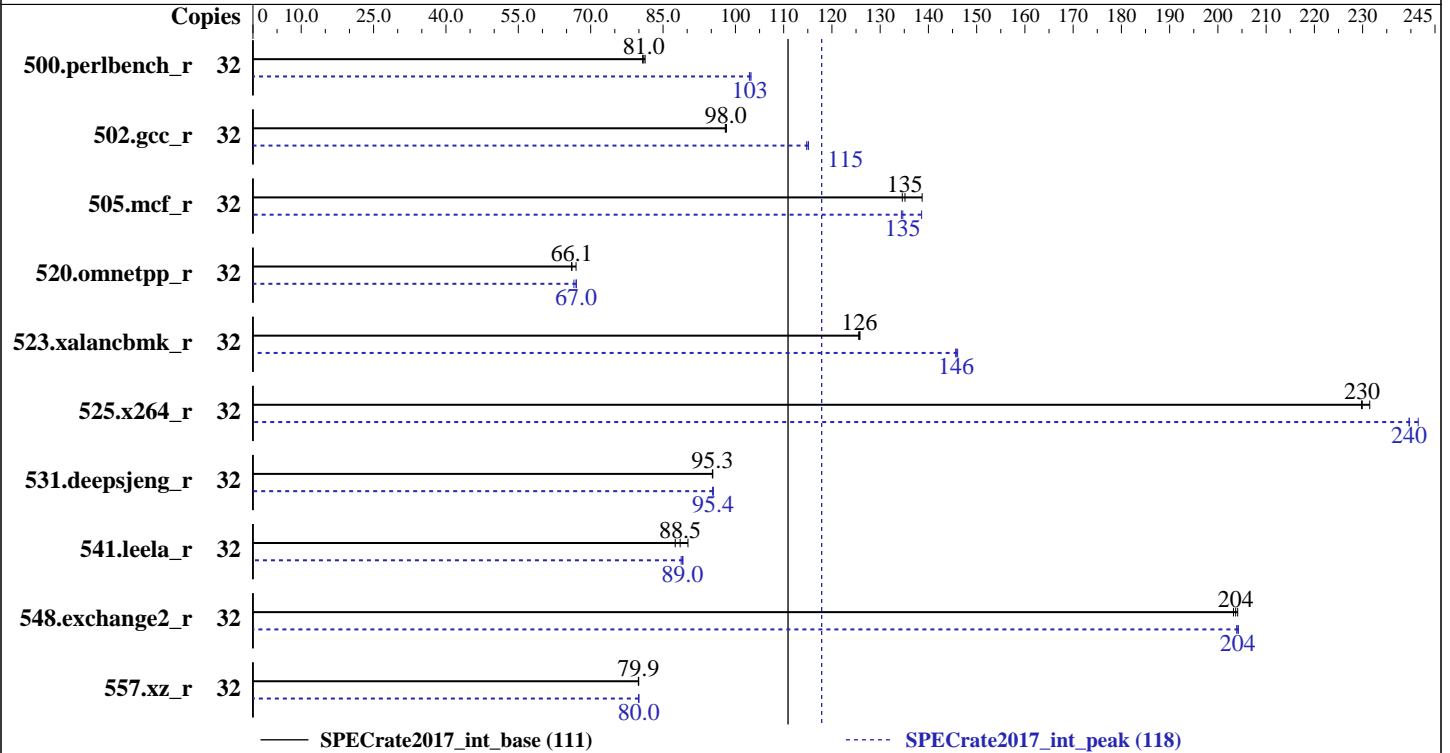 Copies 0 10.0 25.0 40.0 55.0 70.0 85.0 100 110 120 130 140 150 160 170 180 190 200 210 220 230 245
500.perlbench_r 32 81.0
103
502.gcc_r 32 98.0
115
505.mcf_r 32 135
135
520.omnetpp_r 32 66.1
67.0
523.xalancbmk_r 32 126
146
525.x264_r 32 230
240
531.deepsjeng_r 32 95.3
95.4
541.leela_r 32 88.5
89.0
548.exchange2_r 32 204
204
557.xz_r 32 79.9
80.0
SPECrate2017_int_base (111) SPECrate2017_int_peak (118)